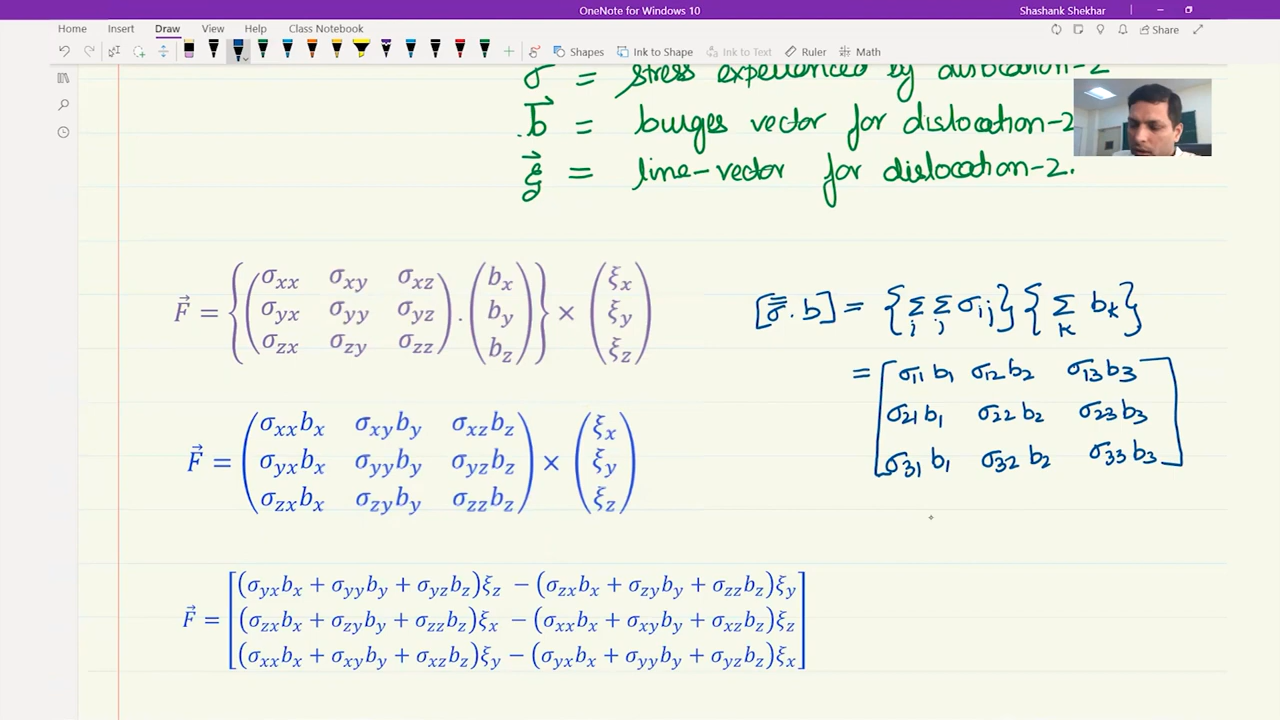 OneNote for Windows 10
Shashank Shekhar
Home Insert Draw View Help Class Notebook
Shapes Ink to Shape Ink to Text Ruler Math Share
σ = stress experienced by dislocation-2
b⃗ = burges vector for dislocation-2
ξ⃗ = line-vector for dislocation-2.
F⃗ = {(σxx σxy σxz
σyx σyy σyz
σzx σzy σzz) . (bx
by
bz)} × (ξx
ξy
ξz)
[σ̿ . b] = {Σi Σj σij}{Σk bk}
= [σ11 b1 σ12 b2 σ13 b3
σ21 b1 σ22 b2 σ23 b3
σ31 b1 σ32 b2 σ33 b3]
F⃗ = (σxxbx σxyby σxzbz
σyxbx σyyby σyzbz
σzxbx σzyby σzzbz) × (ξx
ξy
ξz)
F⃗ = [(σyxbx + σyyby + σyzbz)ξz − (σzxbx + σzyby + σzzbz)ξy
(σzxbx + σzyby + σzzbz)ξx − (σxxbx + σxyby + σxzbz)ξz
(σxxbx + σxyby + σxzbz)ξy − (σyxbx + σyyby + σyzbz)ξx]